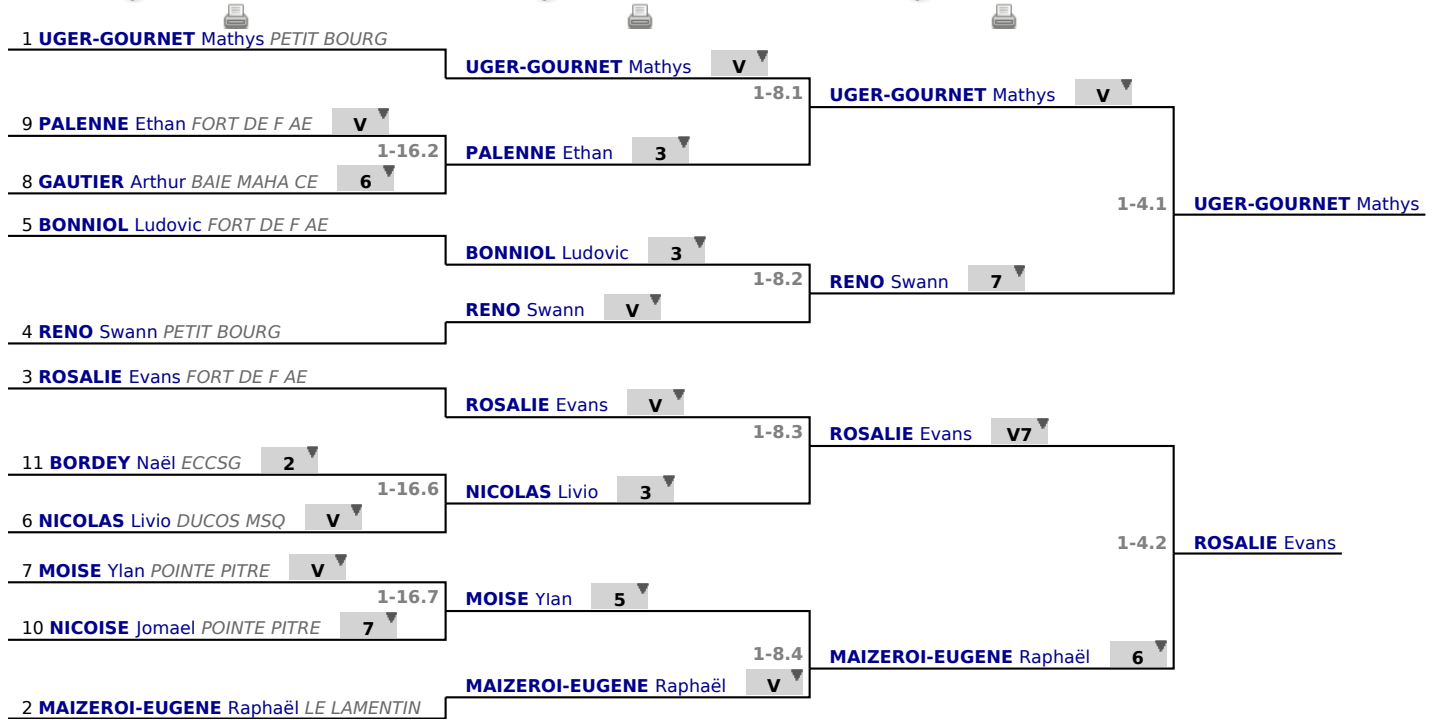 1 UGER-GOURNET Mathys PETIT BOURG
UGER-GOURNET Mathys V
1-8.1
UGER-GOURNET Mathys V
9 PALENNE Ethan FORT DE F AE V
1-16.2
PALENNE Ethan 3
8 GAUTIER Arthur BAIE MAHA CE 6
1-4.1
UGER-GOURNET Mathys
5 BONNIOL Ludovic FORT DE F AE
BONNIOL Ludovic 3
1-8.2
RENO Swann 7
RENO Swann V
4 RENO Swann PETIT BOURG
3 ROSALIE Evans FORT DE F AE
ROSALIE Evans V
1-8.3
ROSALIE Evans V7
11 BORDEY Naël ECCSG 2
1-16.6
NICOLAS Livio 3
6 NICOLAS Livio DUCOS MSQ V
1-4.2
ROSALIE Evans
7 MOISE Ylan POINTE PITRE V
1-16.7
MOISE Ylan 5
10 NICOISE Jomael POINTE PITRE 7
1-8.4
MAIZEROI-EUGENE Raphaël 6
MAIZEROI-EUGENE Raphaël V
2 MAIZEROI-EUGENE Raphaël LE LAMENTIN